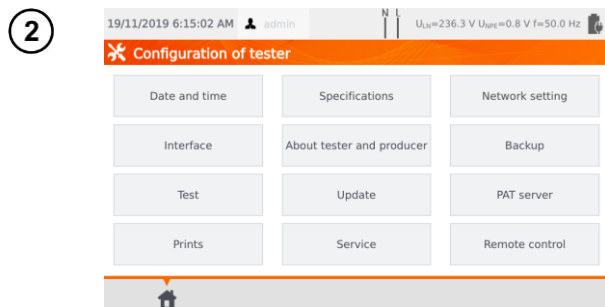 2
19/11/2019 6:15:02 AM admin N L U_LN=236.3 V U_NPE=0.8 V f=50.0 Hz
Configuration of tester
Date and time Specifications Network setting
Interface About tester and producer Backup
Test Update PAT server
Prints Service Remote control